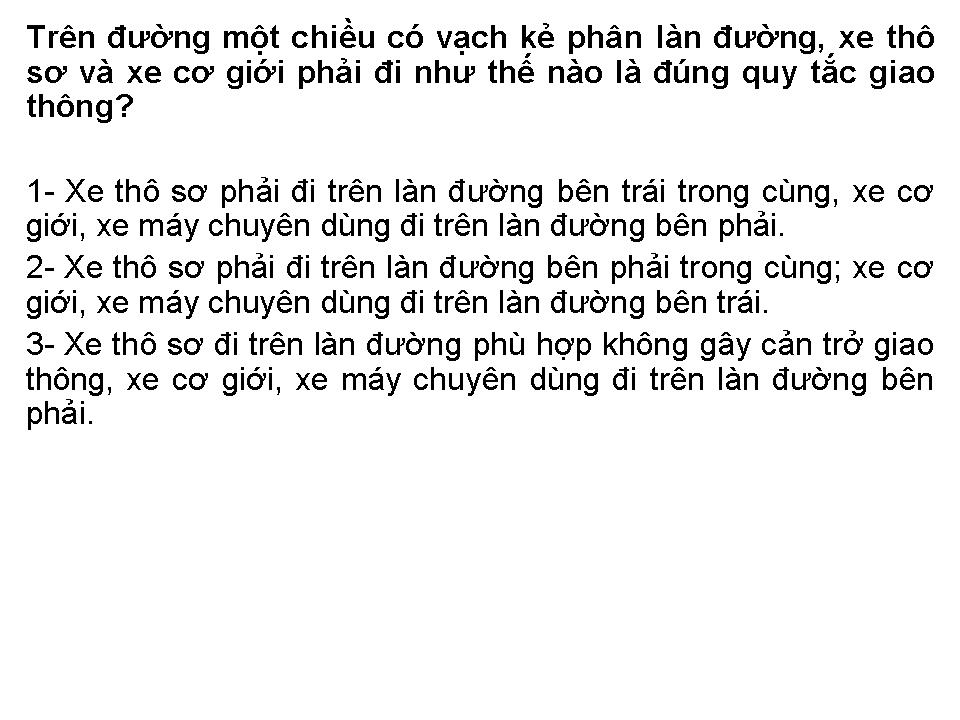 Trên đường một chiều có vạch kẻ phân làn đường, xe thô
sơ và xe cơ giới phải đi như thế nào là đúng quy tắc giao
thông?
1- Xe thô sơ phải đi trên làn đường bên trái trong cùng, xe cơ
giới, xe máy chuyên dùng đi trên làn đường bên phải.
2- Xe thô sơ phải đi trên làn đường bên phải trong cùng; xe cơ
giới, xe máy chuyên dùng đi trên làn đường bên trái.
3- Xe thô sơ đi trên làn đường phù hợp không gây cản trở giao
thông, xe cơ giới, xe máy chuyên dùng đi trên làn đường bên
phải.